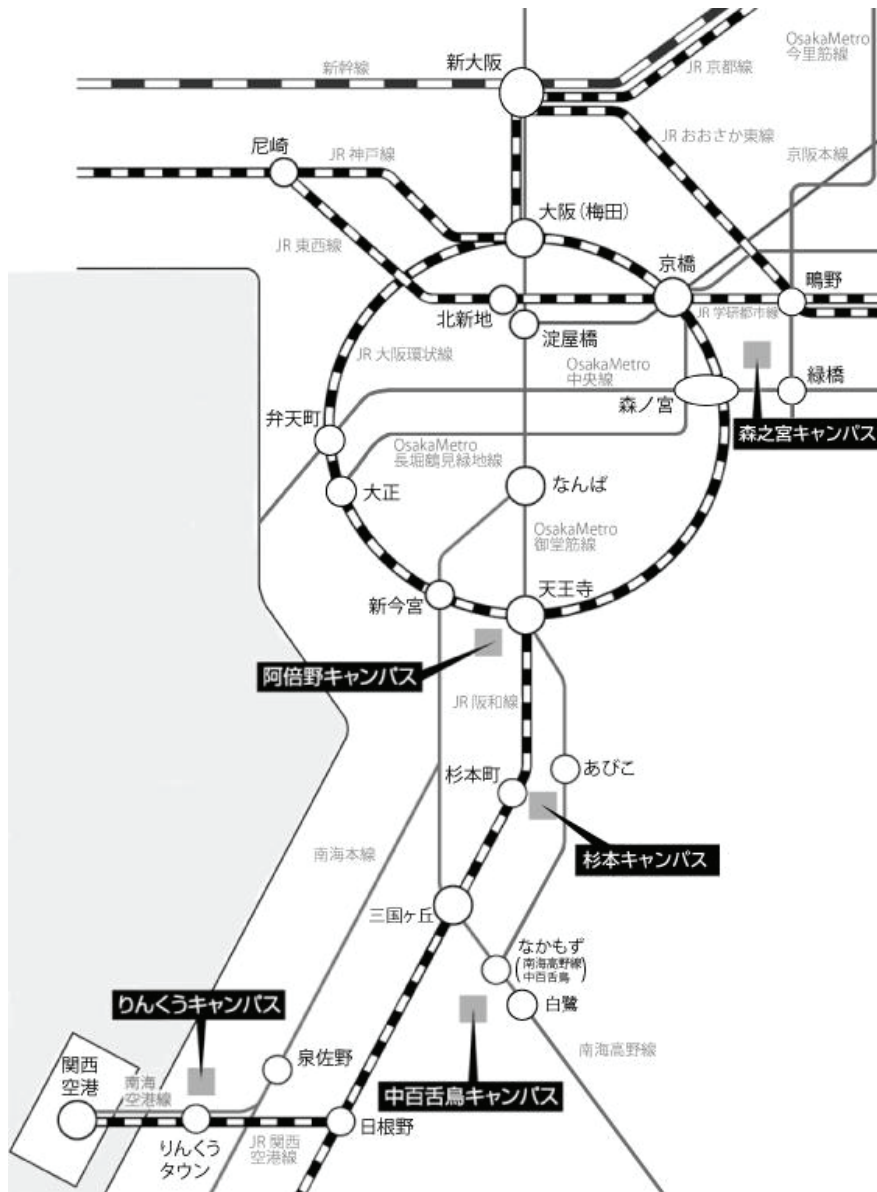 新大阪
OsakaMetro
今里筋線
新幹線
JR 京都線
JR おおさか東線
尼崎
JR 神戸線
京阪本線
大阪（梅田）
JR 東西線
京橋
鴫野
北新地
JR 学研都市線
淀屋橋
JR 大阪環状線
OsakaMetro
中央線
緑橋
森ノ宮
弁天町
森之宮キャンパス
OsakaMetro
長堀鶴見緑地線
大正
なんば
OsakaMetro
御堂筋線
天王寺
新今宮
阿倍野キャンパス
JR 阪和線
あびこ
杉本町
南海本線
杉本キャンパス
三国ヶ丘
なかもず
（南海高野線
中百舌鳥）
りんくうキャンパス
白鷺
関西
空港
泉佐野
南海高野線
南海
空港線
中百舌鳥キャンパス
りんくう
タウン
JR 関西
空港線
日根野